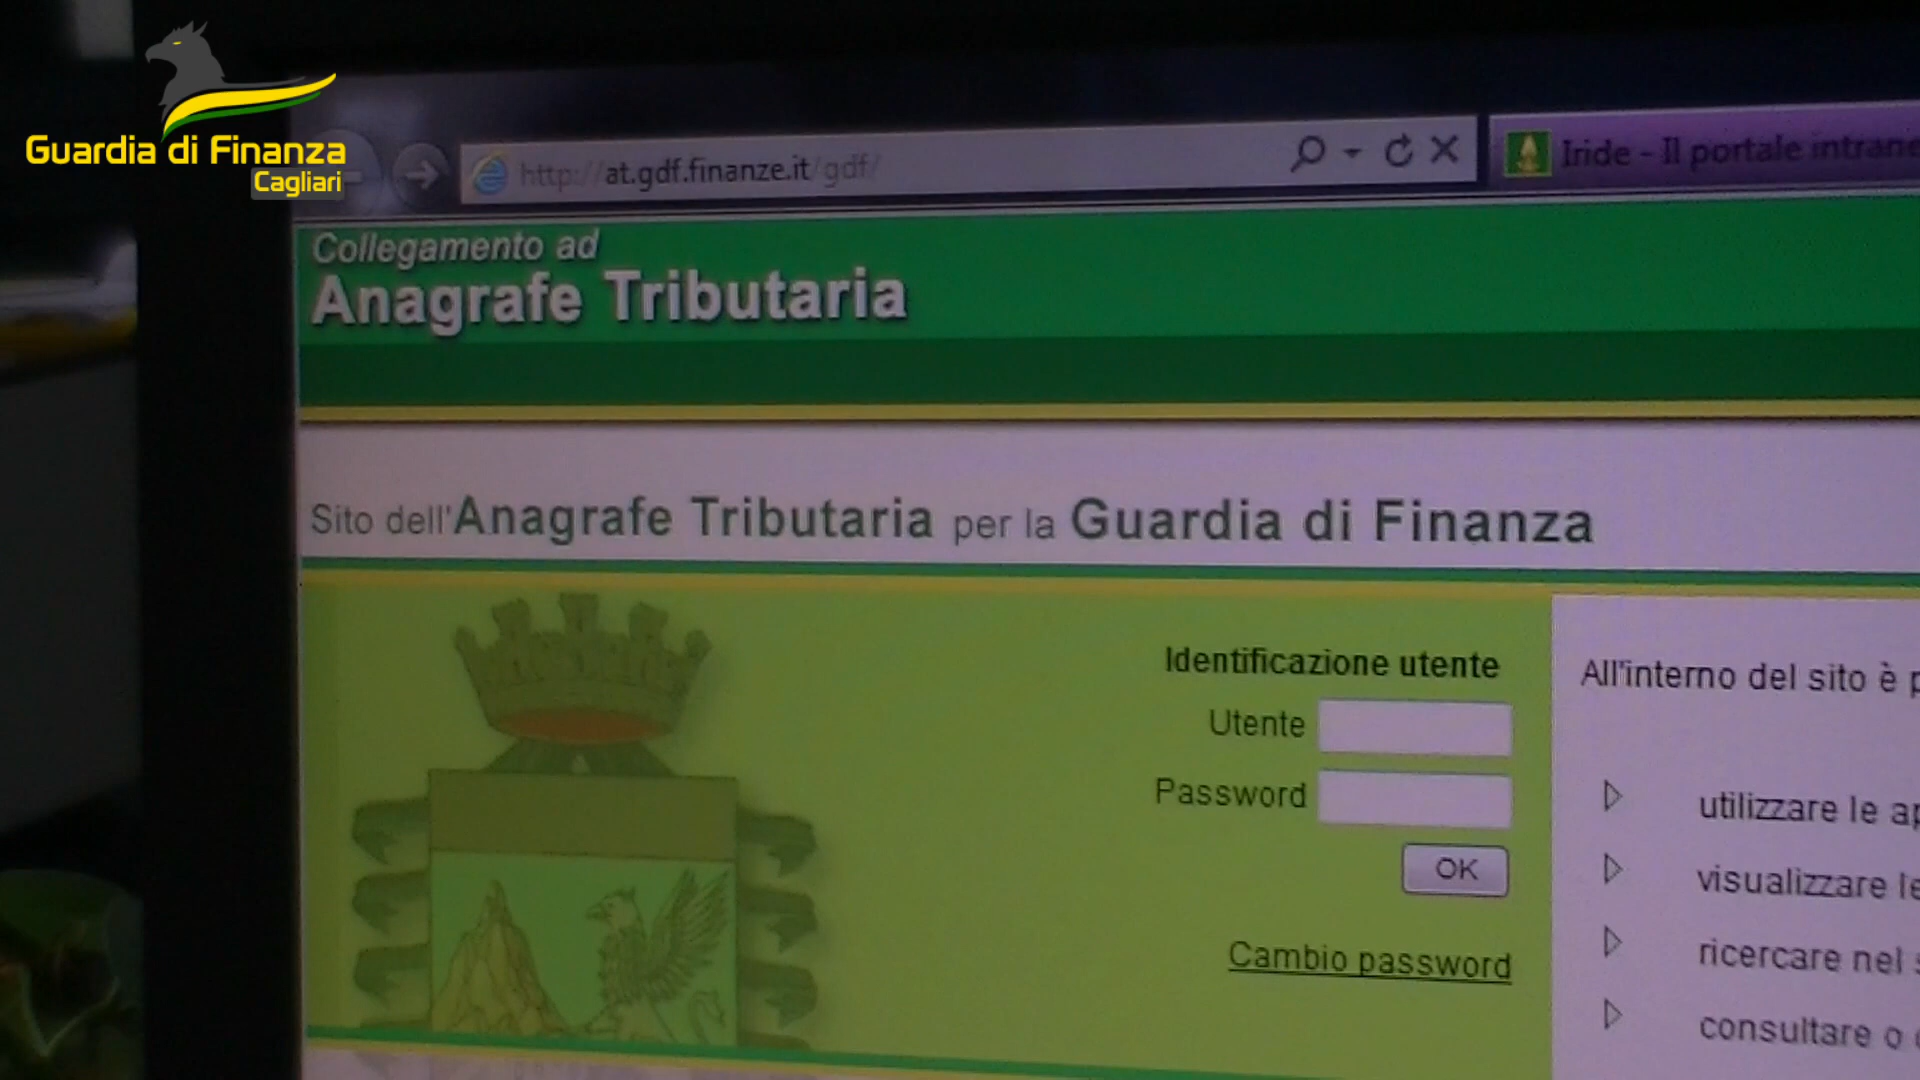 Guardia di Finanza
Cagliari
http://at.gdf.finanze.it/gdf/
Iride - Il portale intrane
Collegamento ad
Anagrafe Tributaria
Sito dell'Anagrafe Tributaria per la Guardia di Finanza
Identificazione utente
Utente
Password
OK
Cambio password
All'interno del sito è p
utilizzare le ap
visualizzare le
ricercare nel s
consultare o